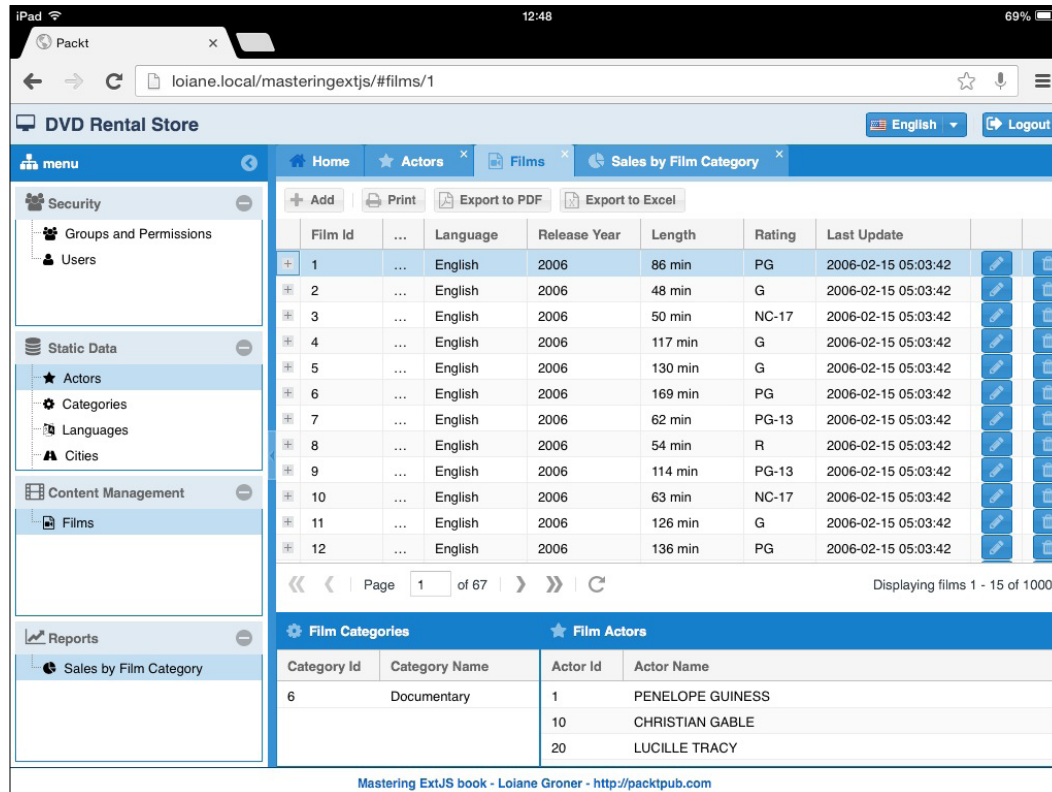 iPad 12:48 69%
Packt ×
loiane.local/masteringextjs/#films/1
DVD Rental Store English Logout
menu Home Actors Films Sales by Film Category
Security
Groups and Permissions
Users
Static Data
Actors
Categories
Languages
Cities
Content Management
Films
Reports
Sales by Film Category
Add Print Export to PDF Export to Excel
Film Id ... Language Release Year Length Rating Last Update
1 ... English 2006 86 min PG 2006-02-15 05:03:42
2 ... English 2006 48 min G 2006-02-15 05:03:42
3 ... English 2006 50 min NC-17 2006-02-15 05:03:42
4 ... English 2006 117 min G 2006-02-15 05:03:42
5 ... English 2006 130 min G 2006-02-15 05:03:42
6 ... English 2006 169 min PG 2006-02-15 05:03:42
7 ... English 2006 62 min PG-13 2006-02-15 05:03:42
8 ... English 2006 54 min R 2006-02-15 05:03:42
9 ... English 2006 114 min PG-13 2006-02-15 05:03:42
10 ... English 2006 63 min NC-17 2006-02-15 05:03:42
11 ... English 2006 126 min G 2006-02-15 05:03:42
12 ... English 2006 136 min PG 2006-02-15 05:03:42
Page 1 of 67 Displaying films 1 - 15 of 1000
Film Categories
Category Id Category Name
6 Documentary
Film Actors
Actor Id Actor Name
1 PENELOPE GUINESS
10 CHRISTIAN GABLE
20 LUCILLE TRACY
Mastering ExtJS book - Loiane Groner - http://packtpub.com